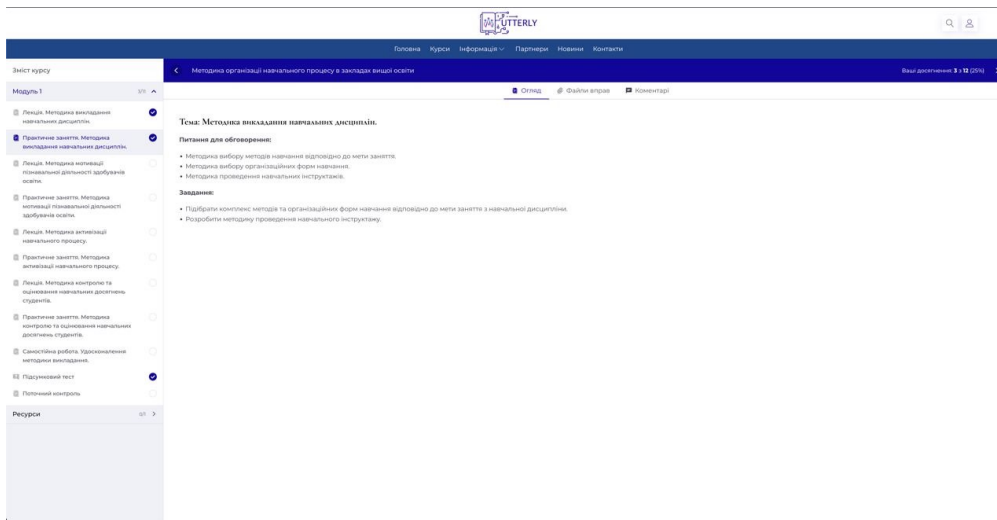 UTTERLY
Головна Курси Інформація Партнери Новини Контакти
Зміст курсу
Методика організації навчального процесу в закладах вищої освіти
Ваші досягнення: 3 з 12 (25%)
Модуль 1
3/11
Огляд Файли вправ Коментарі
Лекція. Методика викладання
навчальних дисциплін.
Практичне заняття. Методика
викладання навчальних дисциплін.
Лекція. Методика мотивації
пізнавальної діяльності здобувачів
освіти.
Практичне заняття. Методика
мотивації пізнавальної діяльності
здобувачів освіти.
Лекція. Методика активізації
навчального процесу.
Практичне заняття. Методика
активізації навчального процесу.
Лекція. Методика контролю та
оцінювання навчальних досягнень
студентів.
Практичне заняття. Методика
контролю та оцінювання навчальних
досягнень студентів.
Самостійна робота. Удосконалення
методики викладання.
Підсумковий тест
Поточний контроль
Ресурси
Тема: Методика викладання навчальних дисциплін.
Питання для обговорення:
• Методика вибору методів навчання відповідно до мети заняття.
• Методика вибору організаційних форм навчання.
• Методика проведення навчальних інструктажів.
Завдання:
• Підібрати комплекс методів та організаційних форм навчання відповідно до мети заняття з навчальної дисципліни.
• Розробити методику проведення навчального інструктажу.